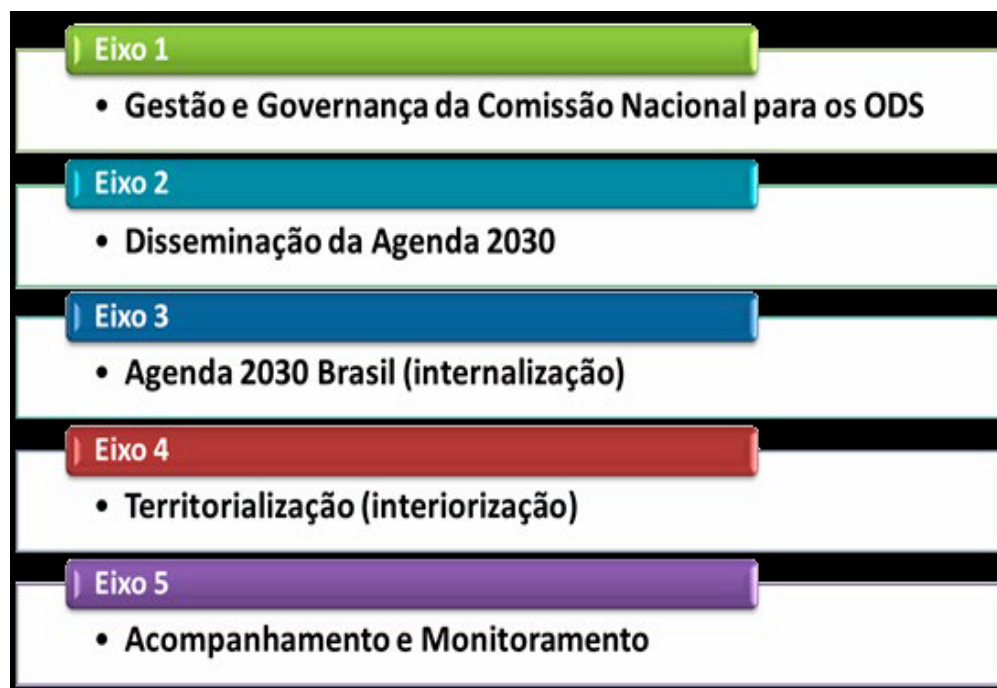 Eixo 1
• Gestão e Governança da Comissão Nacional para os ODS
Eixo 2
• Disseminação da Agenda 2030
Eixo 3
• Agenda 2030 Brasil (internalização)
Eixo 4
• Territorialização (interiorização)
Eixo 5
• Acompanhamento e Monitoramento